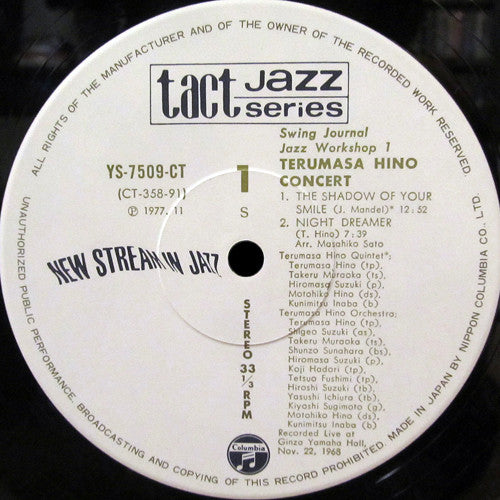 ALL RIGHTS OF THE MANUFACTURER AND OF THE OWNER OF THE RECORDED WORK RESERVED.
UNAUTHORIZED PUBLIC PERFORMANCE, BROADCASTING AND COPYING OF THIS RECORD PROHIBITED. MADE IN JAPAN BY NIPPON COLUMBIA CO., LTD.
tact JAZZ
series
Swing Journal
Jazz Workshop 1
TERUMASA HINO
CONCERT
YS-7509-CT
(CT-358-91)
℗ 1977. 11
1
S
1. THE SHADOW OF YOUR
SMILE (J. Mandel)* 12:52
2. NIGHT DREAMER
(T. Hino) 7:39
Arr. Masahiko Sato
NEW STREAM IN JAZZ
STEREO 33 1/3 RPM
Terumasa Hino Quintet*;
Terumasa Hino (tp),
Takeru Muraoka (ts),
Hiromasa Suzuki (p),
Motohiko Hino (ds),
Kunimitsu Inaba (b)
Terumasa Hino Orchestra;
Terumasa Hino (tp),
Shigeo Suzuki (as),
Takeru Muraoka (ts),
Shunzo Sunahara (bs),
Hiromasa Suzuki (p),
Koji Hadori (tp),
Tetsuo Fushimi (tp),
Hiroshi Suzuki (tb),
Yasushi Ichiura (tb),
Kiyoshi Sugimoto (g),
Motohiko Hino (ds),
Kunimitsu Inaba (b)
Recorded Live at
Ginza Yamaha Hall,
Nov. 22, 1968
Columbia